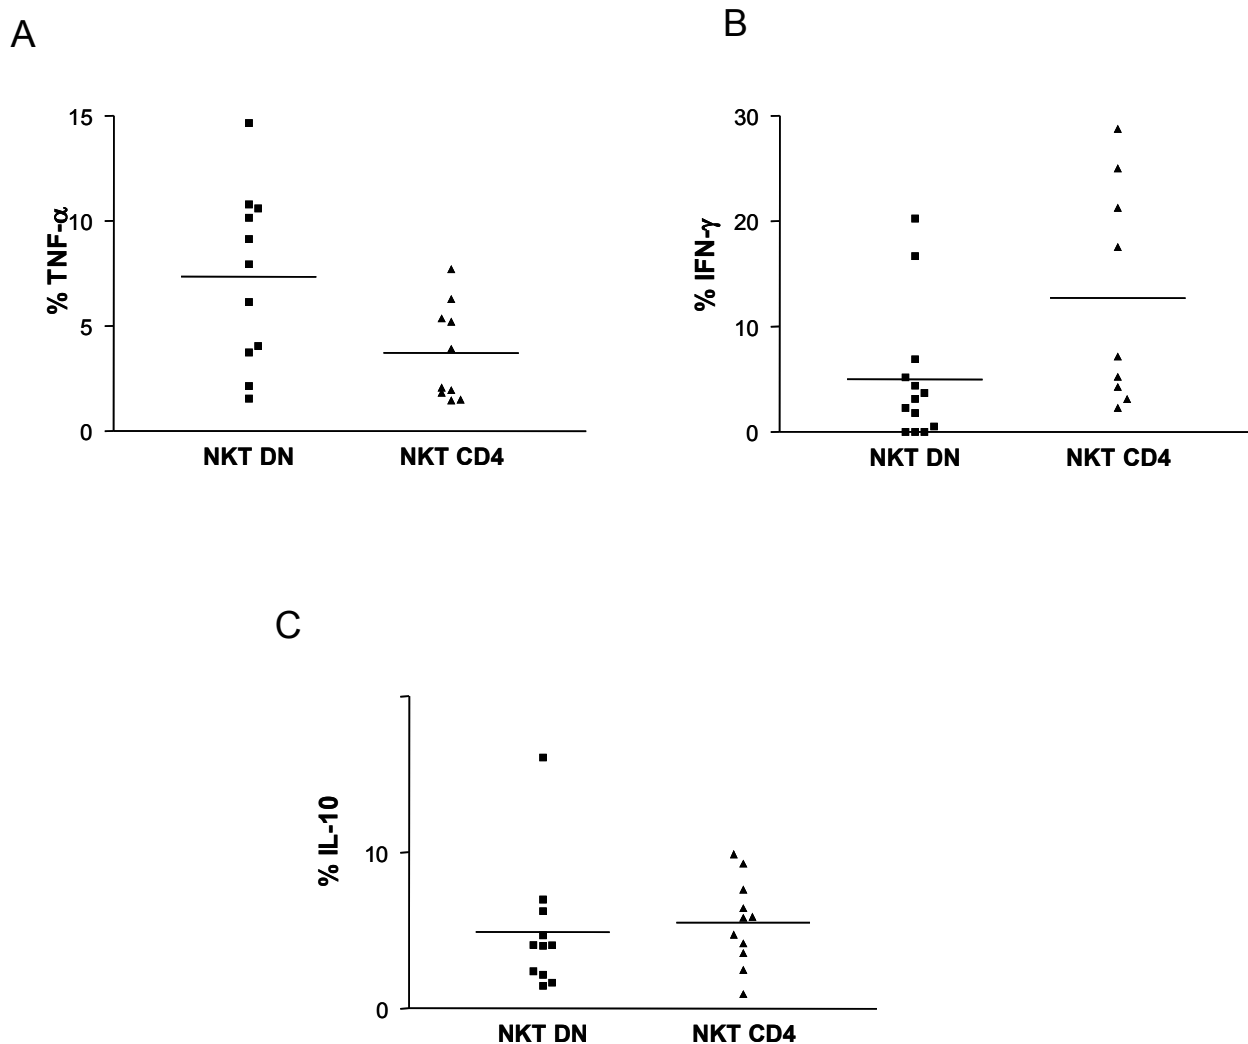 A
B
15
10
5
0
% TNF-α
NKT DN
NKT CD4
30
20
10
0
% IFN-γ
NKT DN
NKT CD4
C
10
0
% IL-10
NKT DN
NKT CD4